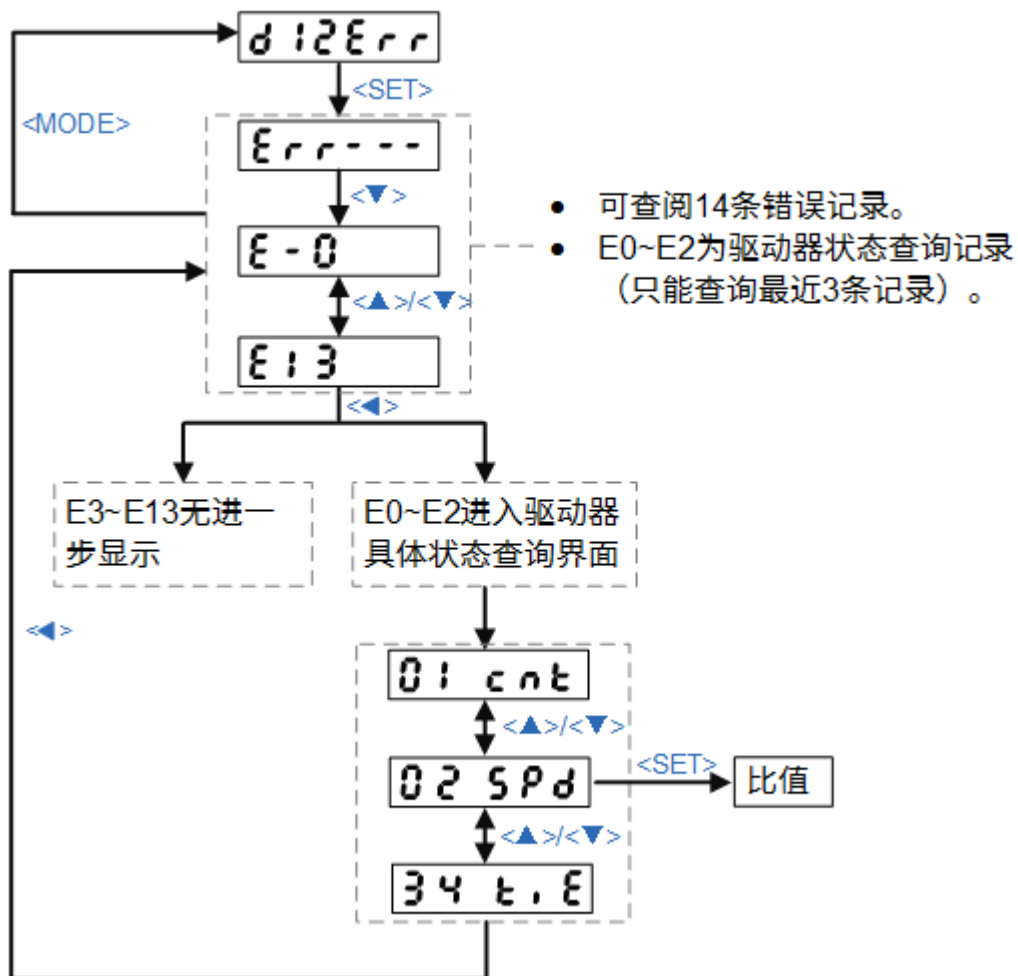 d12Err
<SET>
<MODE>
Err---
<▼>
E-0
<▲>/<▼>
E13
<◀>
● 可查阅14条错误记录。
● E0~E2为驱动器状态查询记录
（只能查询最近3条记录）。
E3~E13无进一
步显示
E0~E2进入驱动器
具体状态查询界面
<◀>
01 cnt
<▲>/<▼>
02 SPd
<SET>
比值
<▲>/<▼>
34 tiE